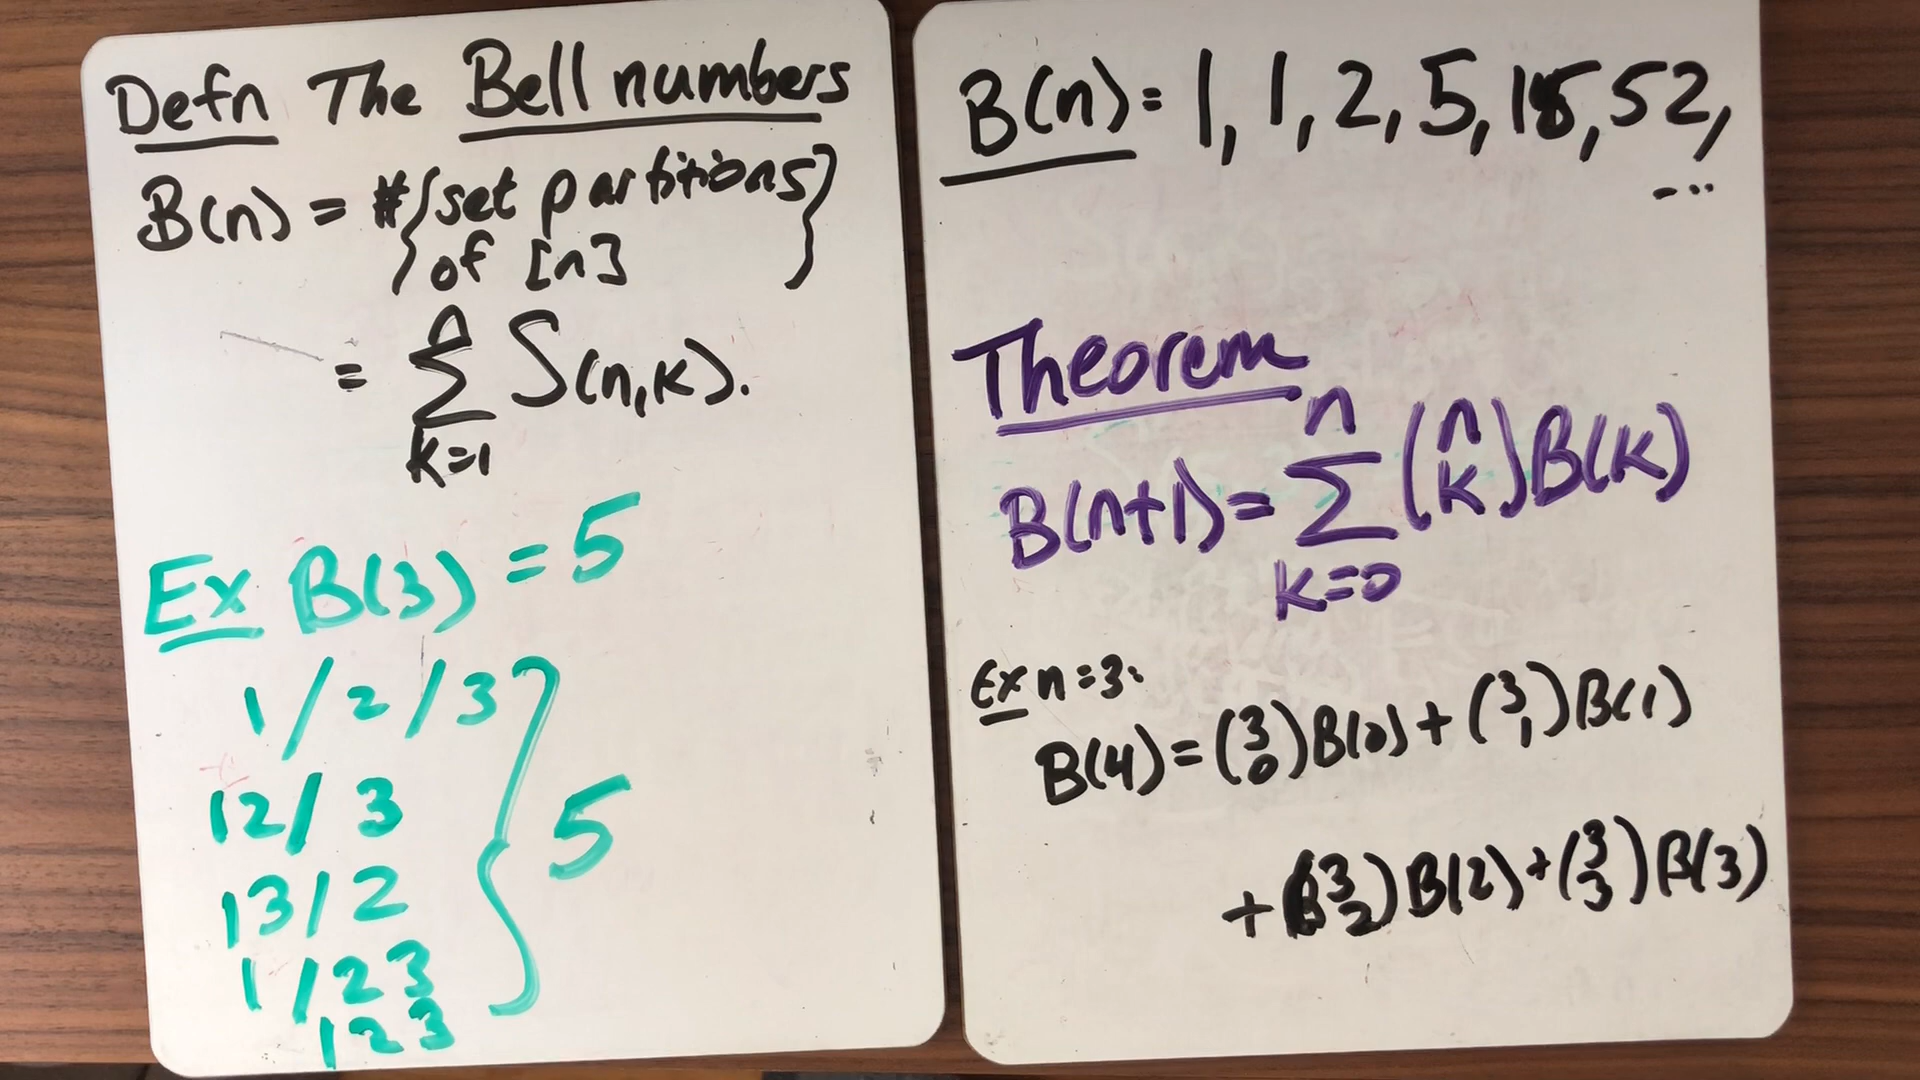 Defn The Bell numbers
B(n) = #{set partitions
of [n]}
= n∑k=1 S(n,k).
Ex B(3) = 5
1/2/3
12/3
13/2
1/23
123
} 5
B(n) = 1, 1, 2, 5, 15, 52,
...
Theorem
B(n+1) = n∑k=0 (n k) B(k)
Ex n=3:
B(4) = (3 0) B(0) + (3 1) B(1)
+ (3 2) B(2) + (3 3) B(3)